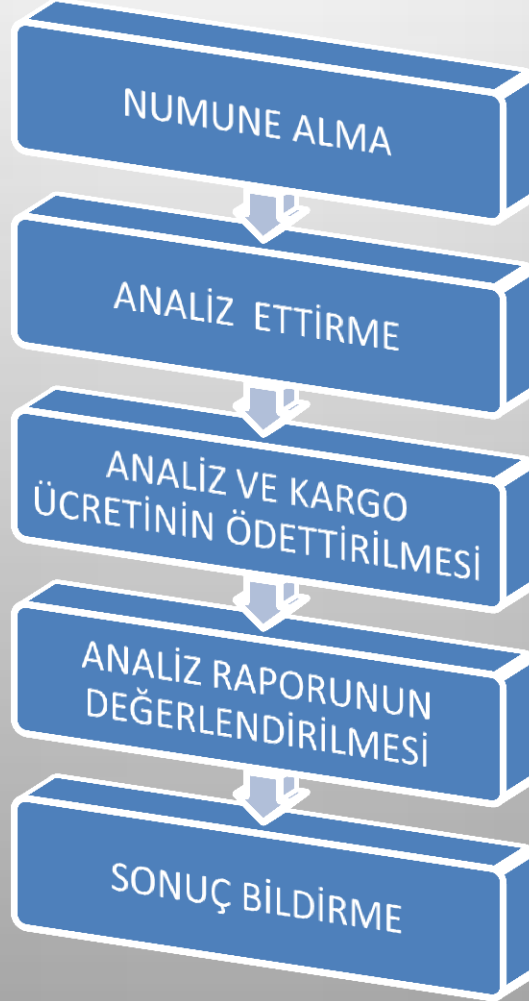 NUMUNE ALMA
ANALİZ ETTİRME
ANALİZ VE KARGO
ÜCRETİNİN ÖDETTİRİLMESİ
ANALİZ RAPORUNUN
DEĞERLENDİRİLMESİ
SONUÇ BİLDİRME